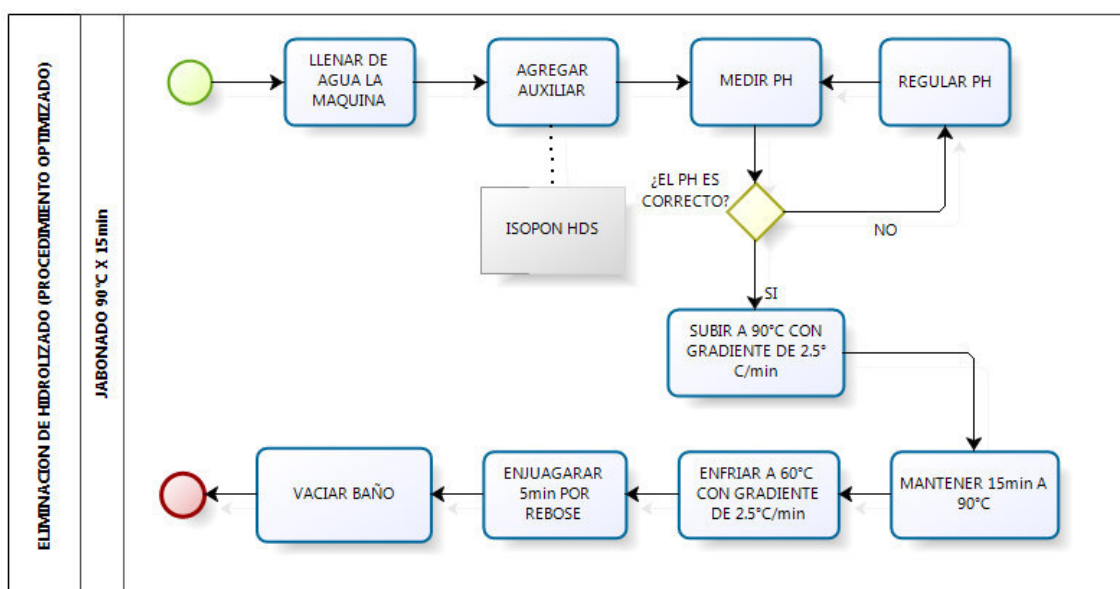 ELIMINACION DE HIDROLIZADO (PROCEDIMIENTO OPTIMIZADO)
JABONADO 90°C X 15min
LLENAR DE
AGUA LA
MAQUINA
AGREGAR
AUXILIAR
MEDIR PH
REGULAR PH
ISOPON HDS
¿EL PH ES
CORRECTO?
NO
SI
SUBIR A 90°C CON
GRADIENTE DE 2.5°
C/min
MANTENER 15min A
90°C
ENFRIAR A 60°C
CON GRADIENTE
DE 2.5°C/min
ENJUAGARAR
5min POR
REBOSE
VACIAR BAÑO